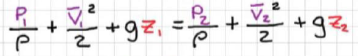 P₁/ρ + V̅₁²/2 + gz₁ = P₂/ρ + V̅₂²/2 + gz₂